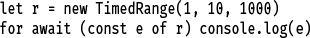 let r = new TimedRange(1, 10, 1000)
for await (const e of r) console.log(e)